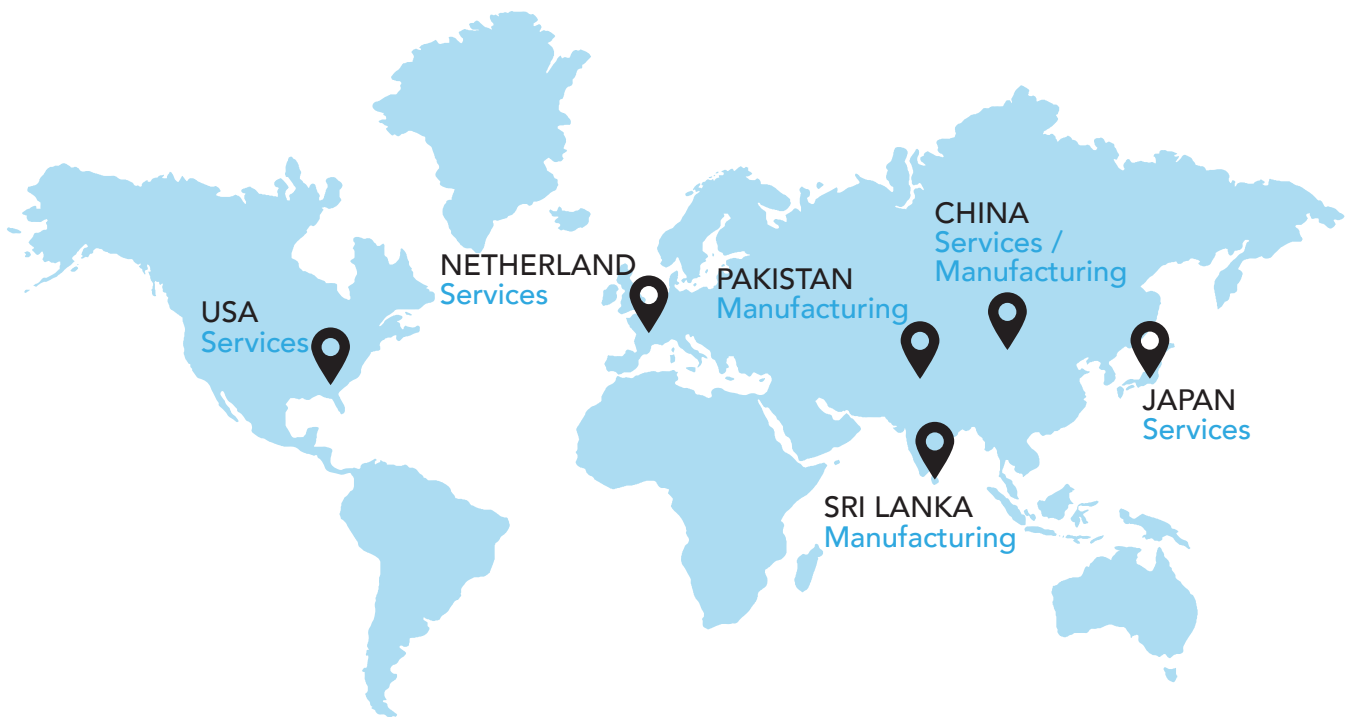 CHINA
Services /
Manufacturing
NETHERLAND
Services
PAKISTAN
Manufacturing
USA
Services
JAPAN
Services
SRI LANKA
Manufacturing